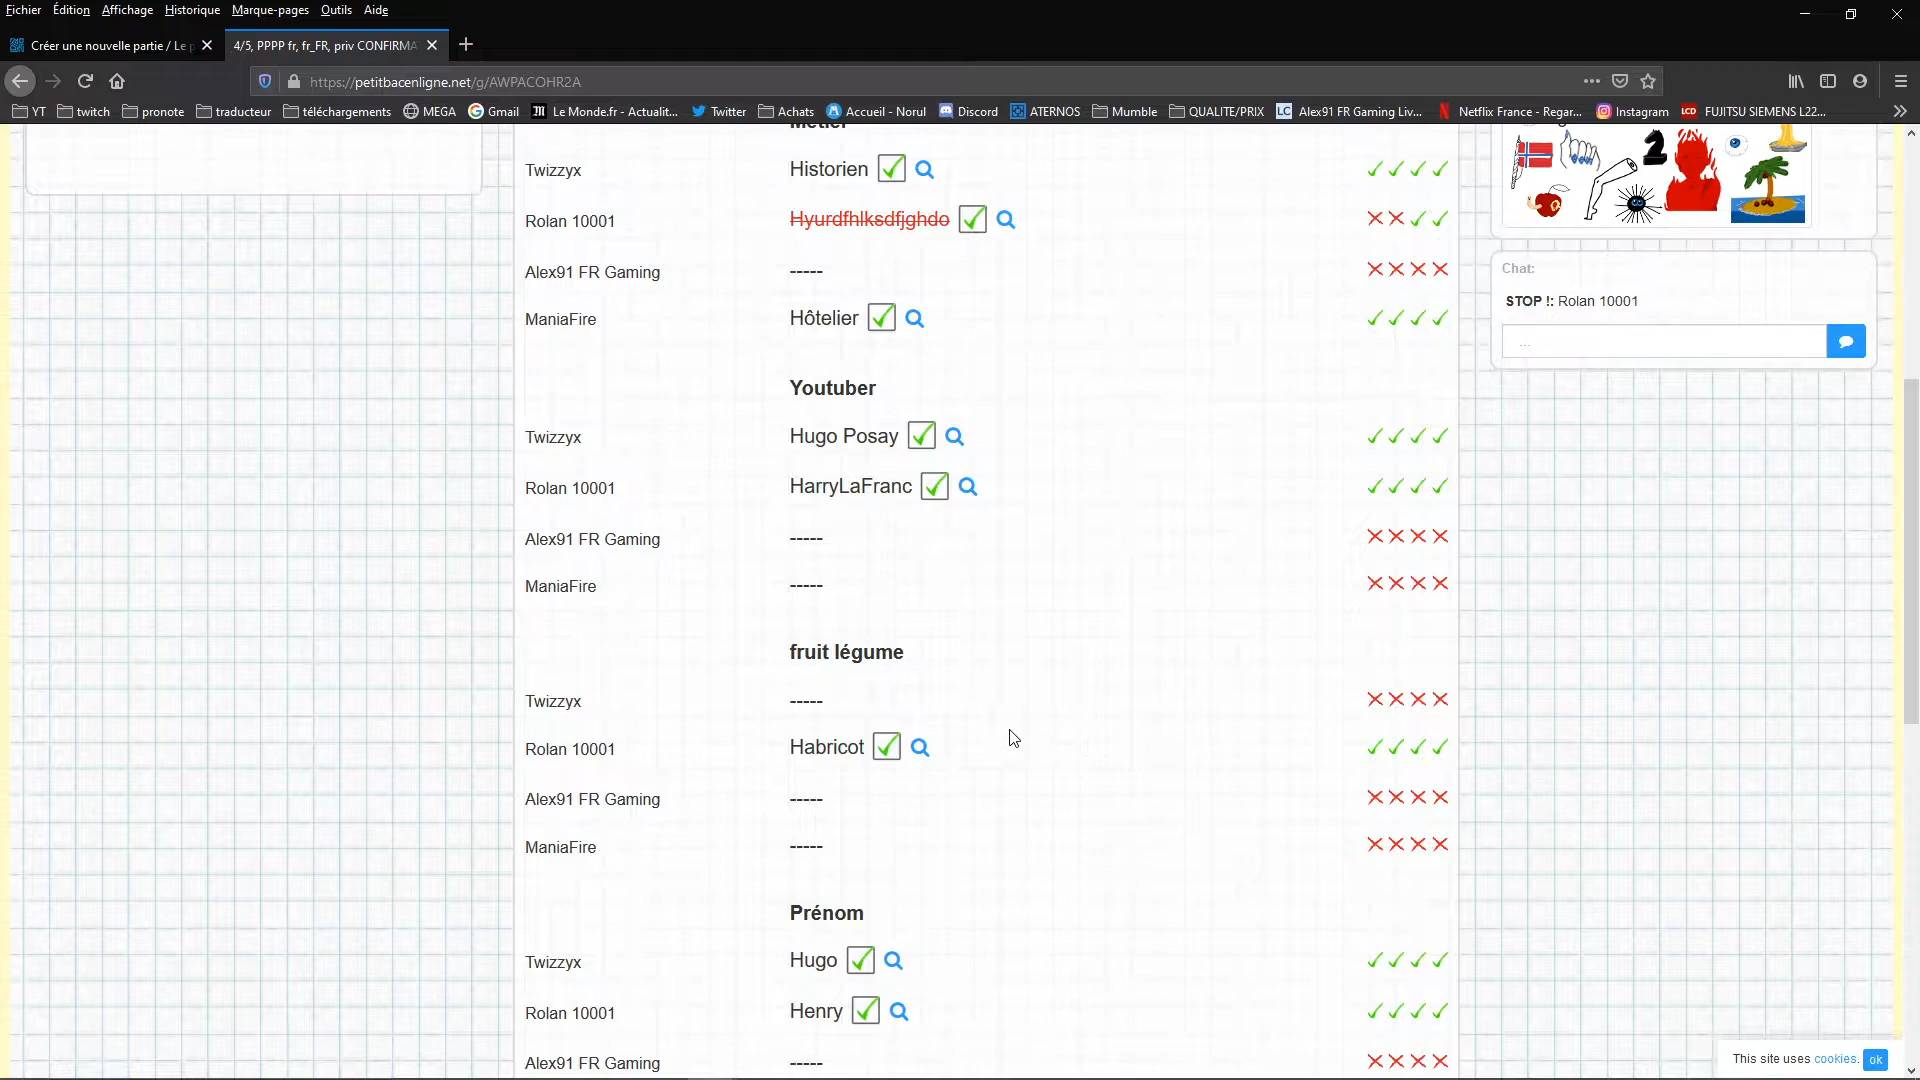 Fichier Édition Affichage Historique Marque-pages Outils Aide
Créer une nouvelle partie / Le p
4/5, PPPP fr, fr_FR, priv CONFIRMA
https://petitbacenligne.net/g/AWPACOHR2A
YT twitch pronote traducteur téléchargements MEGA Gmail Le Monde.fr - Actualit... Twitter Achats Accueil - Norul Discord ATERNOS Mumble QUALITE/PRIX Alex91 FR Gaming Liv... Netflix France - Regar... Instagram FUJITSU SIEMENS L22...
Métier
Twizzyx Historien
Rolan 10001 Hyurdfhlksdfjghdo
Alex91 FR Gaming -----
ManiaFire Hôtelier
Youtuber
Twizzyx Hugo Posay
Rolan 10001 HarryLaFranc
Alex91 FR Gaming -----
ManiaFire -----
fruit légume
Twizzyx -----
Rolan 10001 Habricot
Alex91 FR Gaming -----
ManiaFire -----
Prénom
Twizzyx Hugo
Rolan 10001 Henry
Alex91 FR Gaming -----
Chat:
STOP !: Rolan 10001
...
This site uses cookies. ok